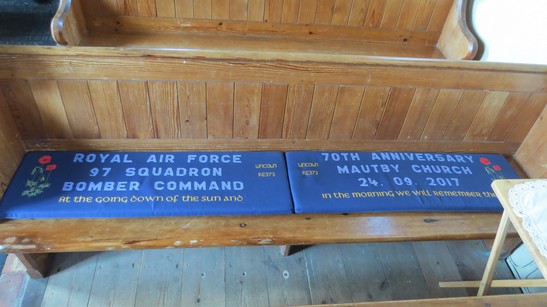 ROYAL AIR FORCE
97 SQUADRON
BOMBER COMMAND
LINCOLN
At the going down of the sun and
70TH ANNIVERSARY
MAUTBY CHURCH
24. 09. 2017
LINCOLN
in the morning we will remember